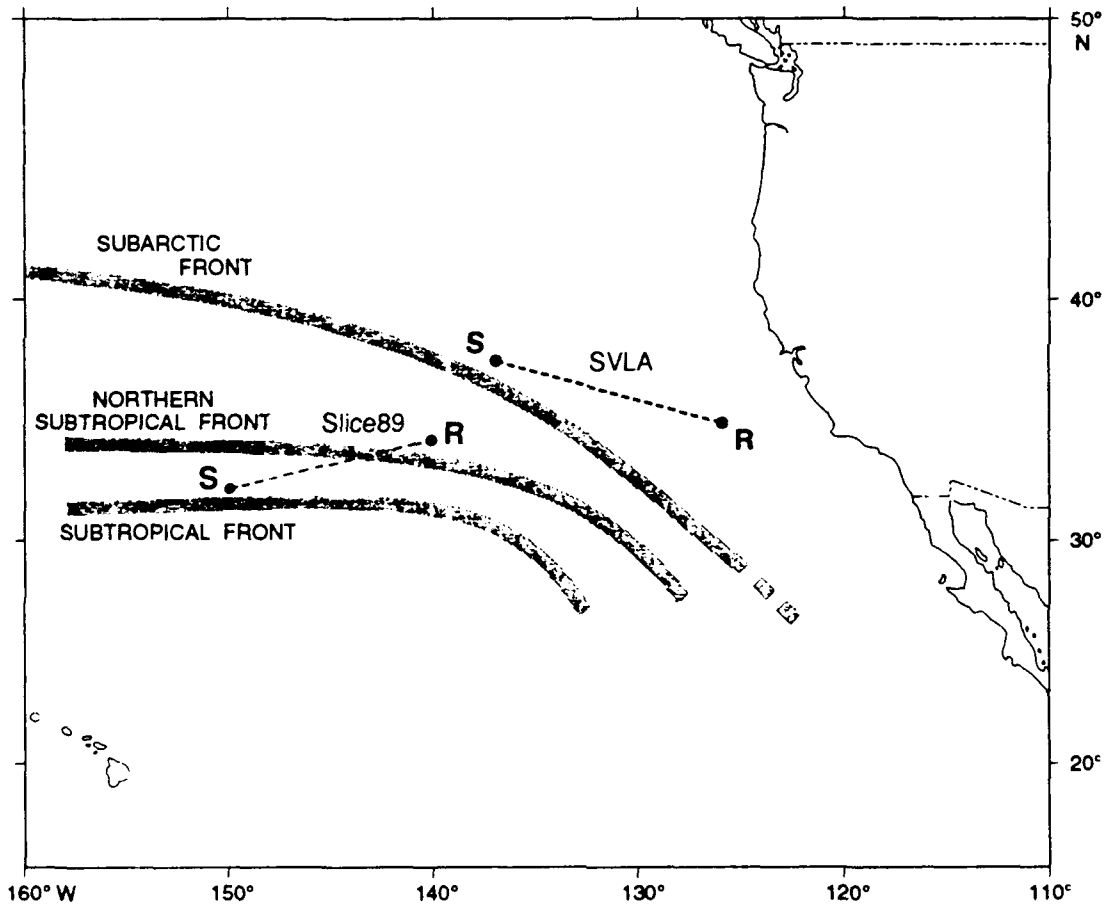 50°
N
SUBARCTIC
FRONT
40°
S
SVLA
R
NORTHERN
SUBTROPICAL FRONT
Slice89
R
S
SUBTROPICAL FRONT
30°
20°
160° W
150°
140°
130°
120°
110°